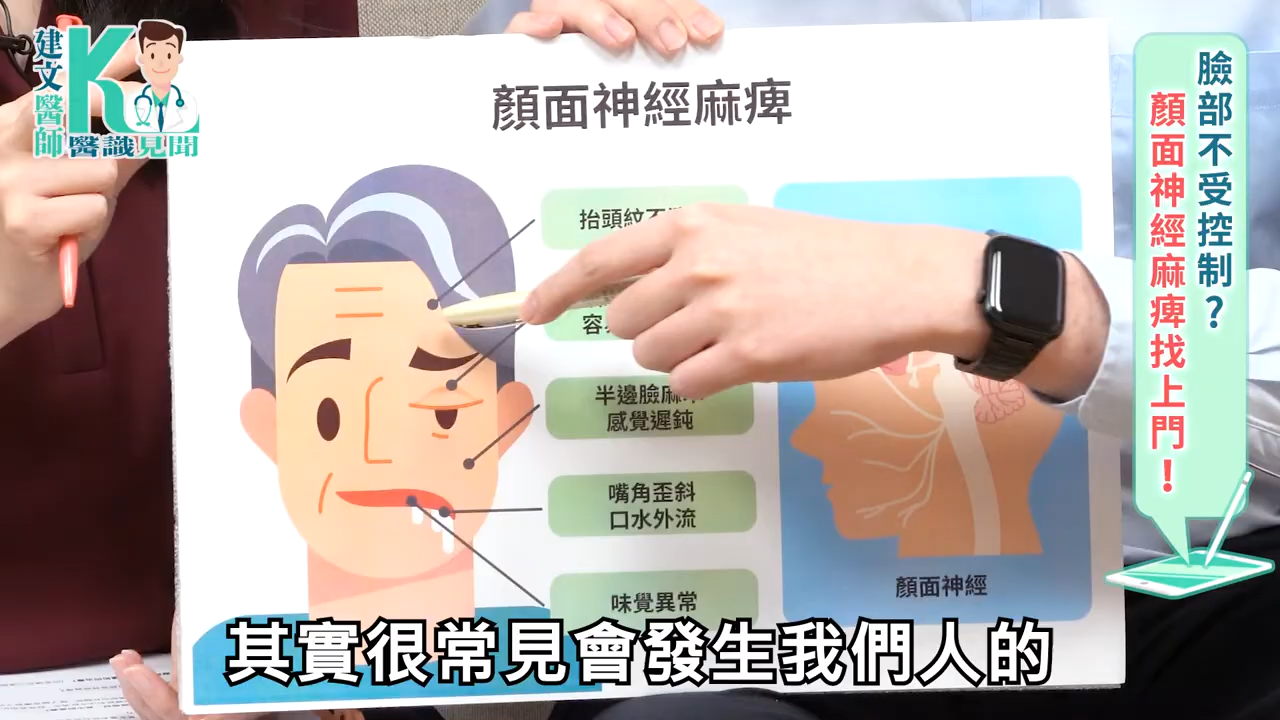 建文醫師
K
醫識見聞
顏面神經麻痺
臉部不受控制?
顏面神經麻痺找上門!
抬頭紋不
容
半邊臉麻
感覺遲鈍
嘴角歪斜
口水外流
味覺異常
顏面神經
其實很常見會發生我們人的